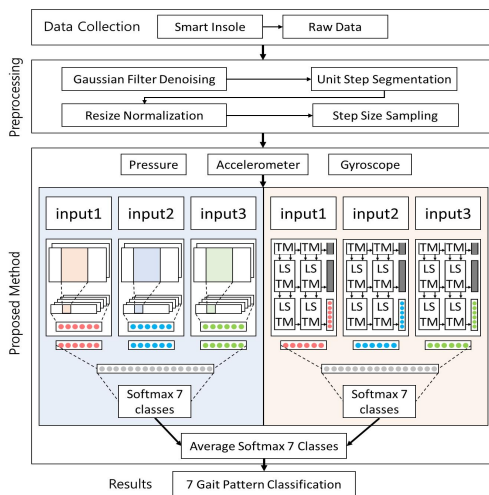 Data Collection
Smart Insole
Raw Data
Preprocessing
Gaussian Filter Denoising
Unit Step Segmentation
Resize Normalization
Step Size Sampling
Proposed Method
Pressure
Accelerometer
Gyroscope
input1
input2
input3
input1
input2
input3
TM
TM
LS
LS
TM
TM
LS
LS
TM
TM
TM
TM
LS
LS
TM
TM
LS
LS
TM
TM
TM
TM
LS
LS
TM
TM
LS
LS
TM
TM
Softmax 7
classes
Softmax 7
classes
Average Softmax 7 Classes
Results
7 Gait Pattern Classification